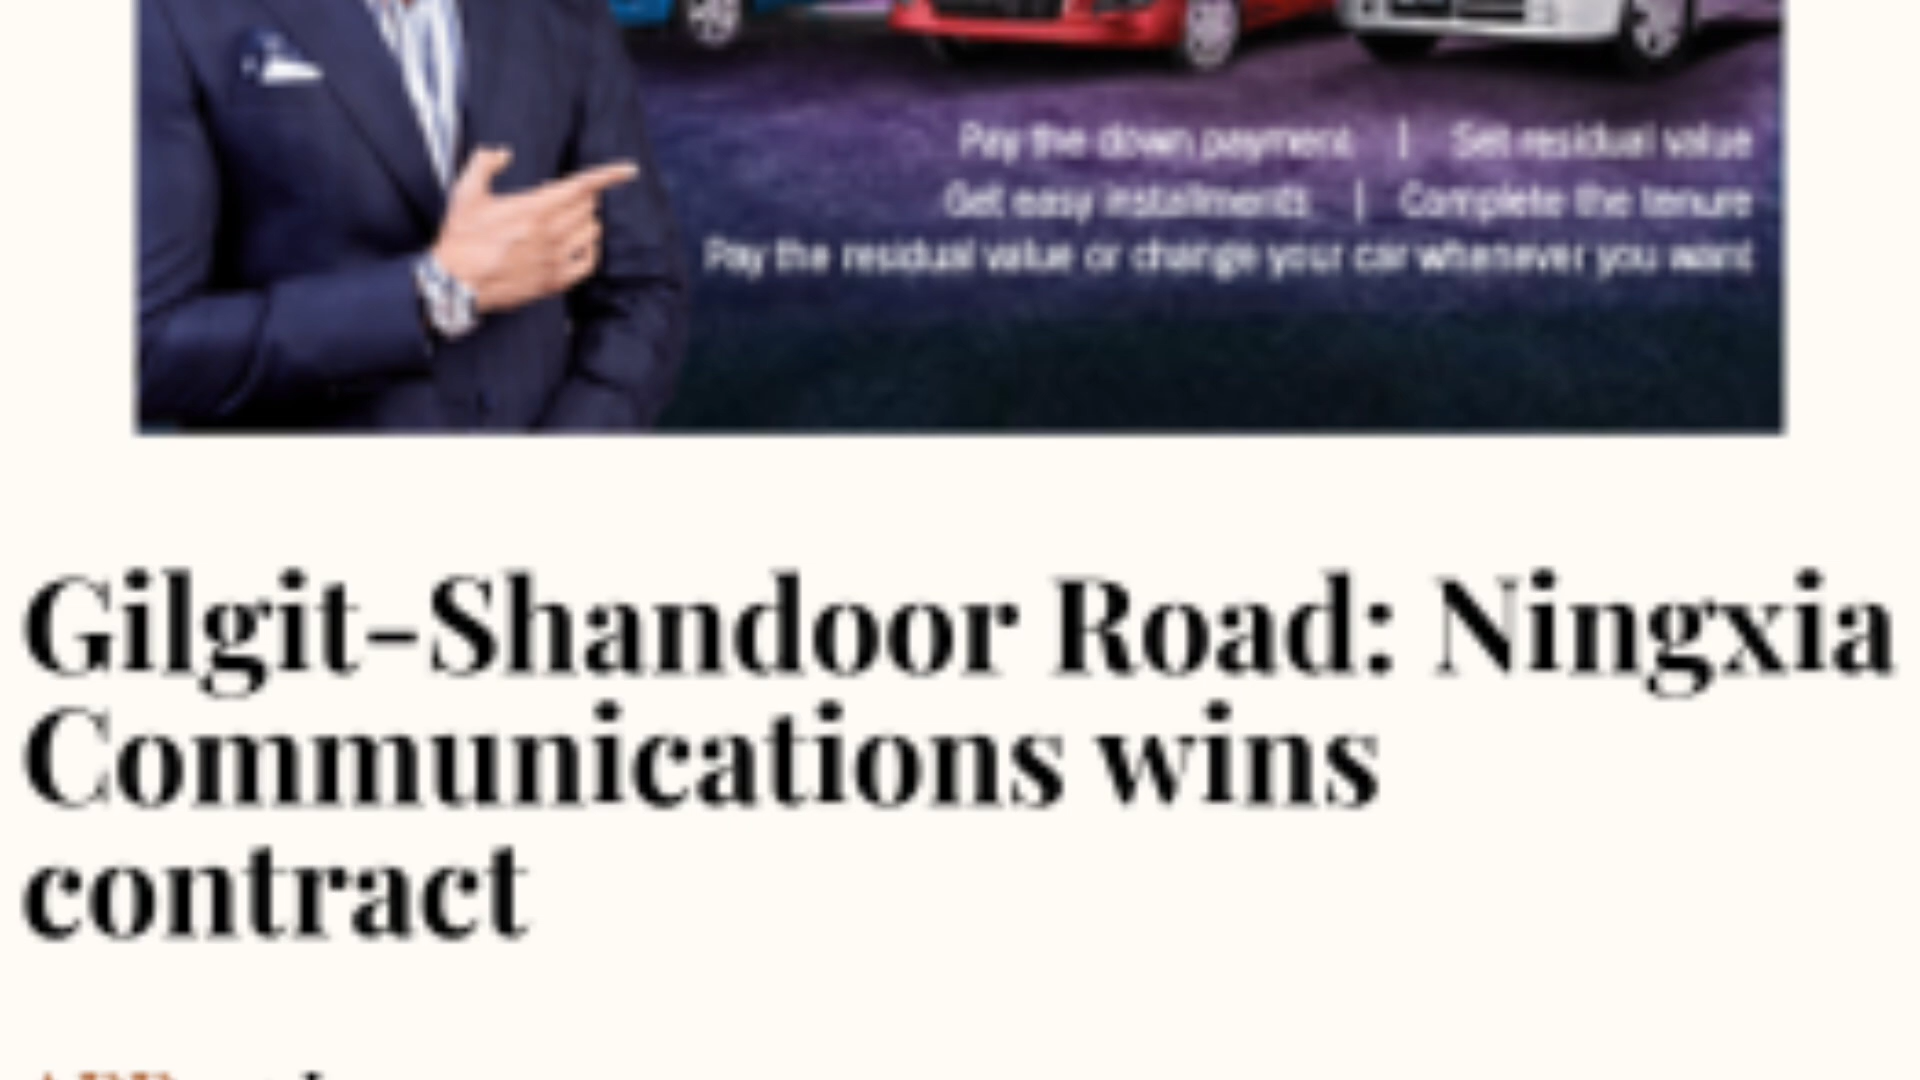 Pay the down payment | Set residual value
Get easy installments | Complete the tenure
Pay the residual value or change your car whenever you want
Gilgit-Shandoor Road: Ningxia
Communications wins
contract